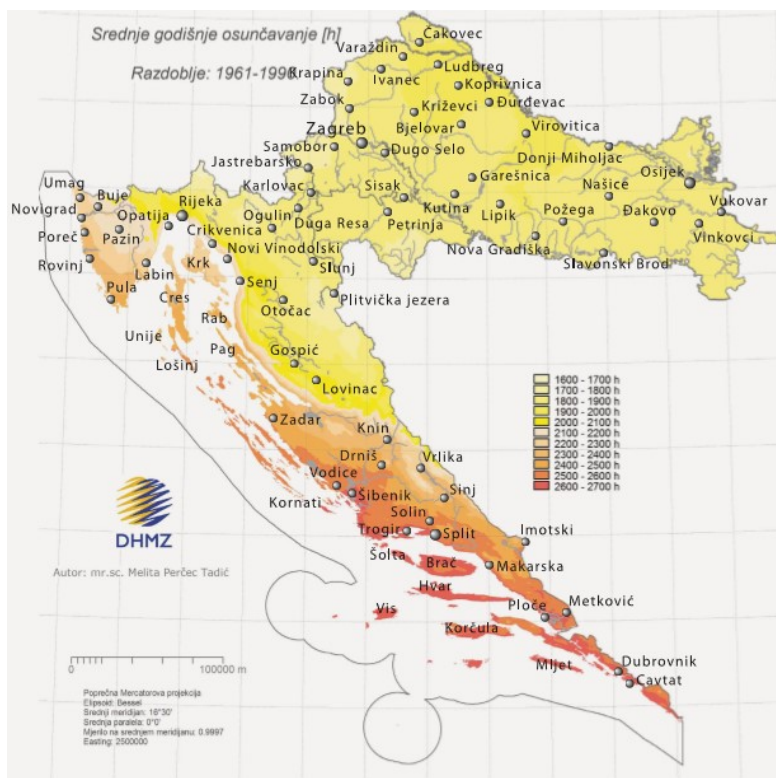 Srednje godišnje osunčavanje [h]
Razdoblje: 1961-1990.
Čakovec
Varaždin
Ludbreg
Krapina
Ivanec
Koprivnica
Zabok
Križevci
Đurđevac
Zagreb
Bjelovar
Virovitica
Samobor
Dugo Selo
Donji Miholjac
Jastrebarsko
Garešnica
Osijek
Karlovac
Sisak
Našice
Umag
Buje
Rijeka
Vukovar
Novigrad
Opatija
Ogulin
Duga Resa
Petrinja
Kutina
Lipik
Požega
Đakovo
Poreč
Pazin
Crikvenica
Vinkovci
Rovinj
Labin
Krk
Novi Vinodolski
Slunj
Nova Gradiška
Slavonski Brod
Pula
Cres
Senj
Plitvička jezera
Unije
Rab
Otočac
Lošinj
Pag
Gospić
Lovinac
1600 - 1700 h
1700 - 1800 h
1800 - 1900 h
1900 - 2000 h
2000 - 2100 h
2100 - 2200 h
2200 - 2300 h
2300 - 2400 h
2400 - 2500 h
2500 - 2600 h
2600 - 2700 h
Zadar
Knin
Drniš
Vrlika
Vodice
Kornati
Šibenik
Sinj
Solin
DHMZ
Trogir
Split
Imotski
Šolta
Brač
Makarska
Autor: mr.sc. Melita Perčec Tadić
Hvar
Vis
Ploče
Metković
Korčula
Mljet
Dubrovnik
Cavtat
0
100000 m
Poprečna Mercatorova projekcija
Elipsoid: Bessel
Srednji meridijan: 16°30'
Srednja paralela: 0°0'
Mjerilo na srednjem meridijanu: 0.9997
Easting: 2500000